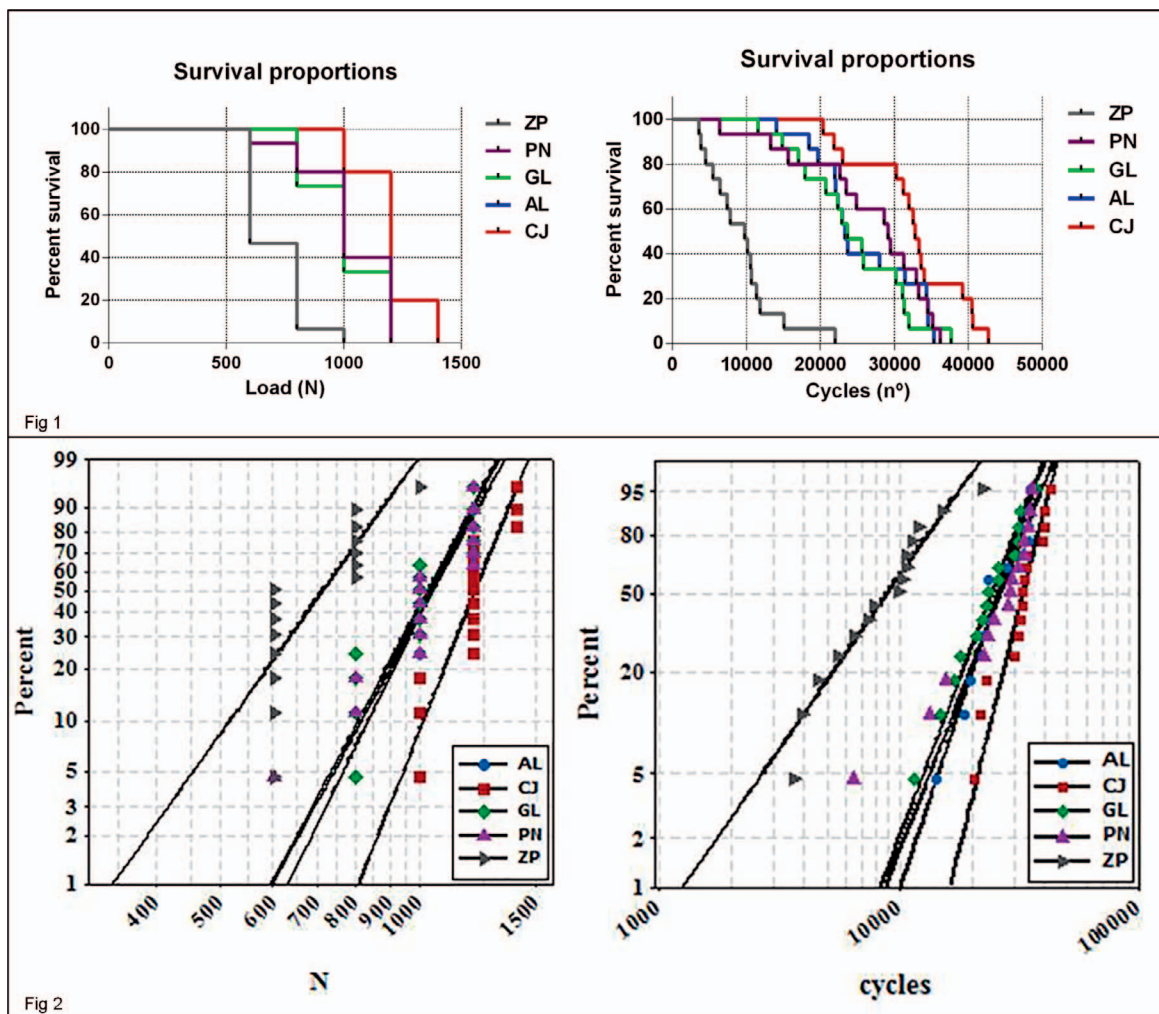 Survival proportions
Percent survival
100
80
60
40
20
0
0 500 1000 1500
Load (N)
ZP
PN
GL
AL
CJ
Survival proportions
Percent survival
100
80
60
40
20
0
0 10000 20000 30000 40000 50000
Cycles (nº)
ZP
PN
GL
AL
CJ
Fig 1
Percent
99
90
80
70
60
50
40
30
20
10
5
3
2
1
400 500 600 700 800 900 1000 1500
N
AL
CJ
GL
PN
ZP
Percent
95
80
50
20
5
2
1
1000 10000 100000
cycles
AL
CJ
GL
PN
ZP
Fig 2